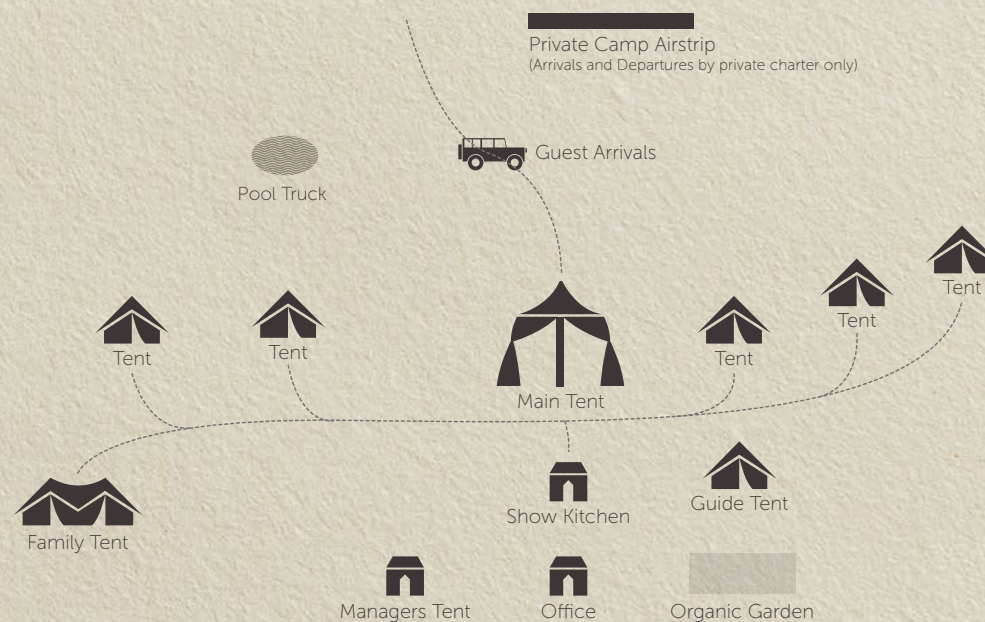 Private Camp Airstrip
(Arrivals and Departures by private charter only)
Guest Arrivals
Pool Truck
Tent
Tent
Tent
Tent
Tent
Main Tent
Guide Tent
Show Kitchen
Family Tent
Managers Tent
Office
Organic Garden